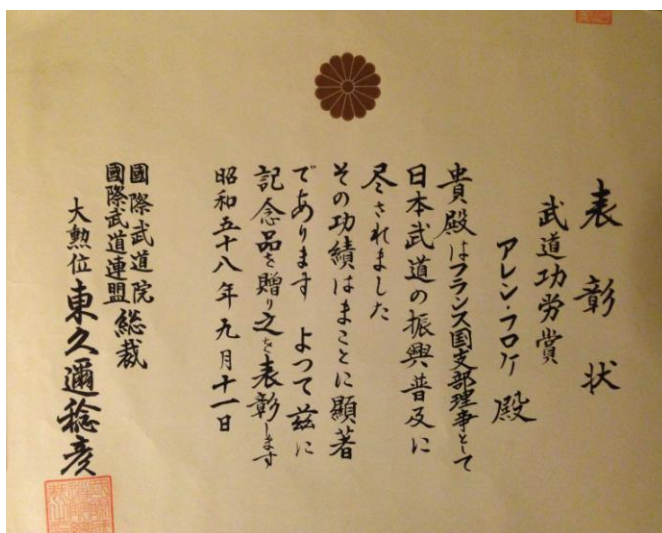 表彰状
武道功労賞
アレン・フロケ 殿
貴殿はフランス国支部理事として
日本武道の振興普及に
尽されました
その功績はまことに顕著
であります よつて茲に
記念品を贈り之を表彰します
昭和五十八年九月十一日
國際武道院
國際武道連盟
総裁
大勲位 東久邇稔彦